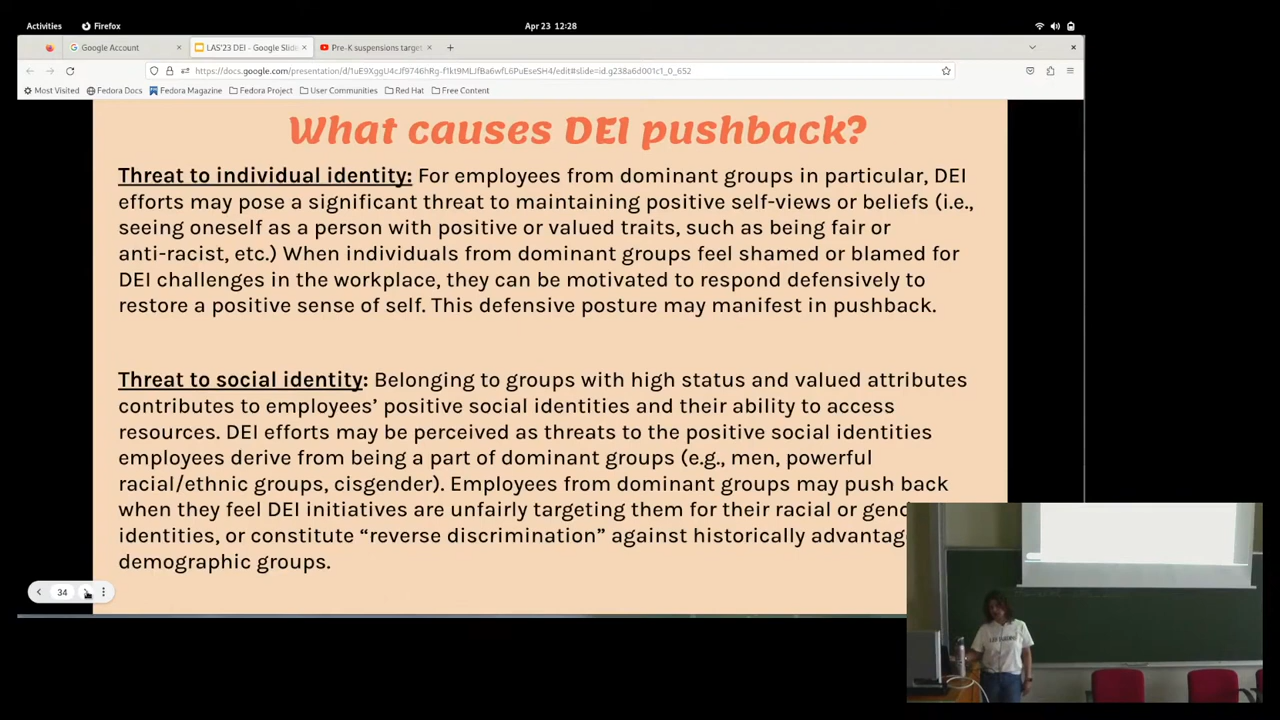 Activities
Firefox
Apr 23 12:28
Google Account
LAS'23 DEI - Google Slide
Pre-K suspensions targe
https://docs.google.com/presentation/d/1uE9XggU4cJf9746hRg-f1kt9MLJfBa6wfL6PuEseSH4/edit#slide=id.g238a6d001c1_0_652
Most Visited
Fedora Docs
Fedora Magazine
Fedora Project
User Communities
Red Hat
Free Content
What causes DEI pushback?
Threat to individual identity: For employees from dominant groups in particular, DEI
efforts may pose a significant threat to maintaining positive self-views or beliefs (i.e.,
seeing oneself as a person with positive or valued traits, such as being fair or
anti-racist, etc.) When individuals from dominant groups feel shamed or blamed for
DEI challenges in the workplace, they can be motivated to respond defensively to
restore a positive sense of self. This defensive posture may manifest in pushback.
Threat to social identity: Belonging to groups with high status and valued attributes
contributes to employees’ positive social identities and their ability to access
resources. DEI efforts may be perceived as threats to the positive social identities
employees derive from being a part of dominant groups (e.g., men, powerful
racial/ethnic groups, cisgender). Employees from dominant groups may push back
when they feel DEI initiatives are unfairly targeting them for their racial or gend
identities, or constitute “reverse discrimination” against historically advantag
demographic groups.
34